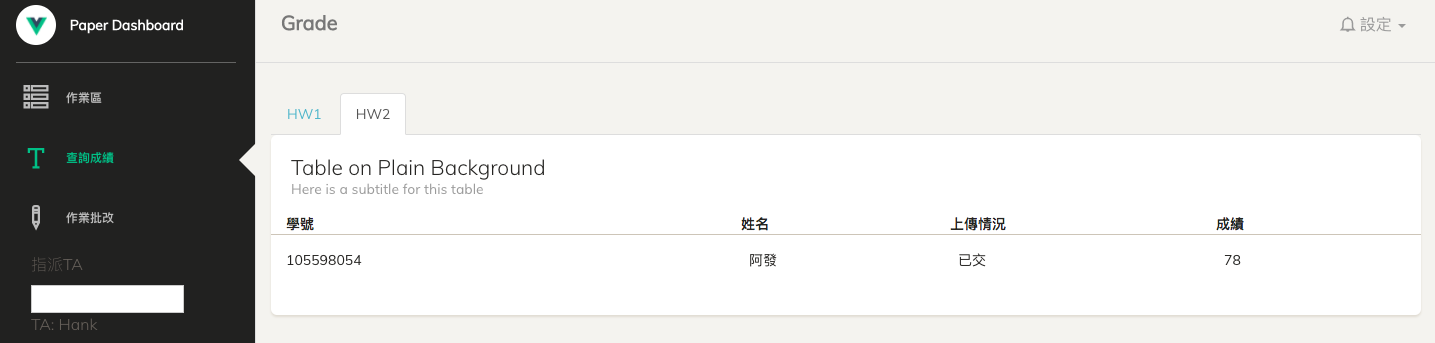 Paper Dashboard
作業區
查詢成績
作業批改
指派TA
TA: Hank
Grade
設定
HW1 HW2
Table on Plain Background
Here is a subtitle for this table
學號 姓名 上傳情況 成績
105598054 阿發 已交 78